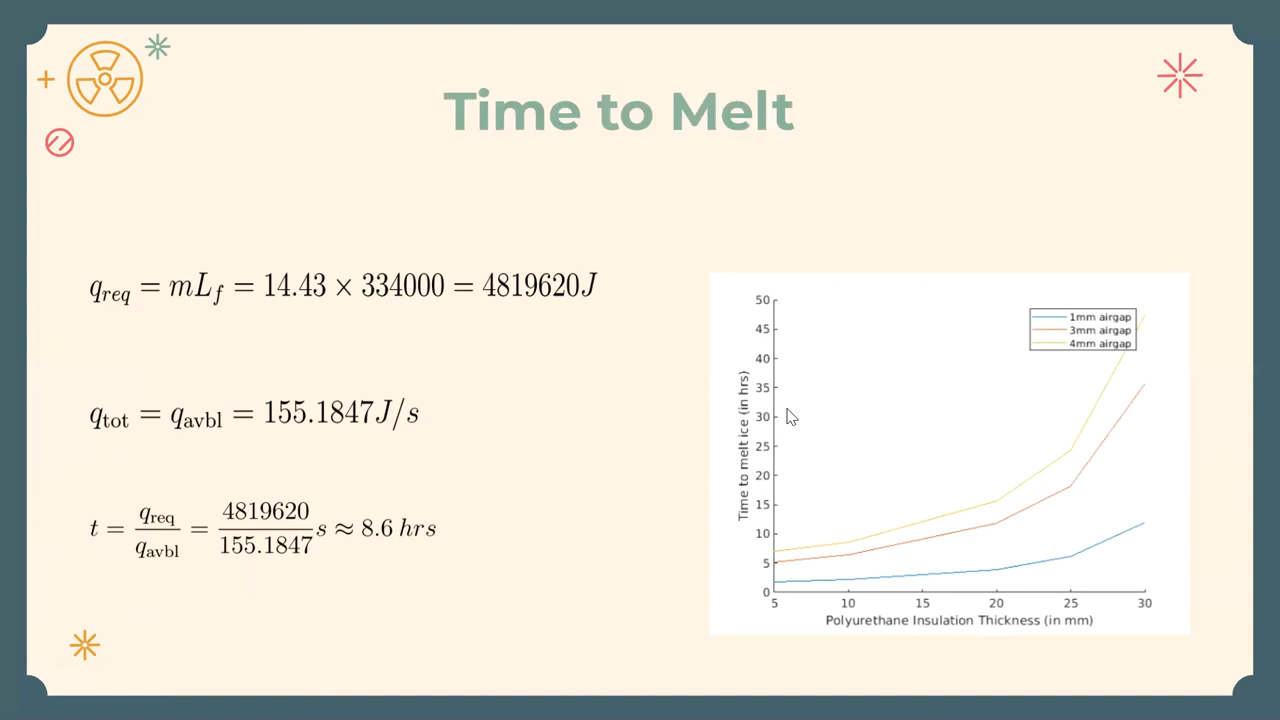 Time to Melt
q_req = mL_f = 14.43 × 334000 = 4819620J
q_tot = q_avbl = 155.1847J/s
t = q_req/q_avbl = 4819620/155.1847 s ≈ 8.6 hrs
50
45
40
35
30
25
20
15
10
5
0
Time to melt ice (in hrs)
1mm airgap
3mm airgap
4mm airgap
5 10 15 20 25 30
Polyurethane Insulation Thickness (in mm)